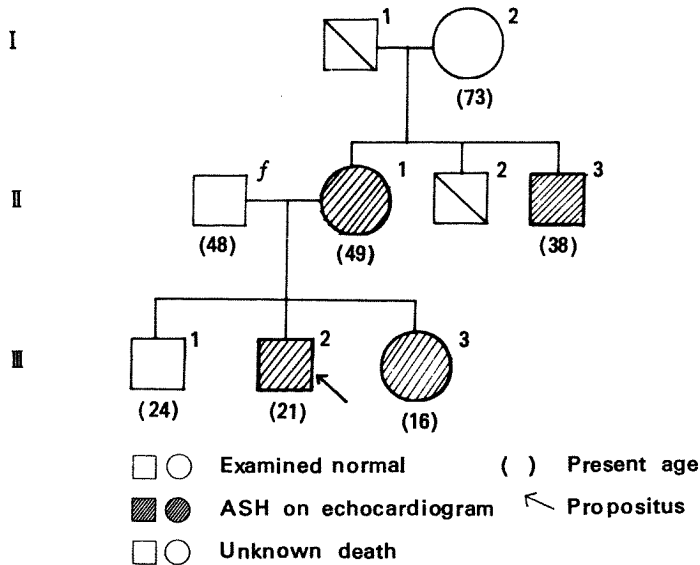 I
1
2
(73)
II
f
1
2
3
(48)
(49)
(38)
III
1
2
3
(24)
(21)
(16)
Examined normal
( ) Present age
ASH on echocardiogram
Propositus
Unknown death